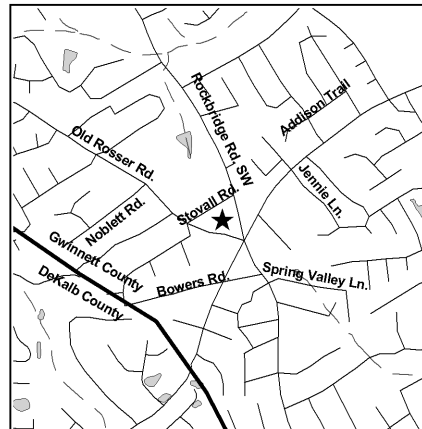 Rockbridge Rd. SW
Addison Trail
Old Rosser Rd.
Jennie Ln.
Stovall Rd.
Noblett Rd.
Gwinnett County
DeKalb County
Bowers Rd.
Spring Valley Ln.